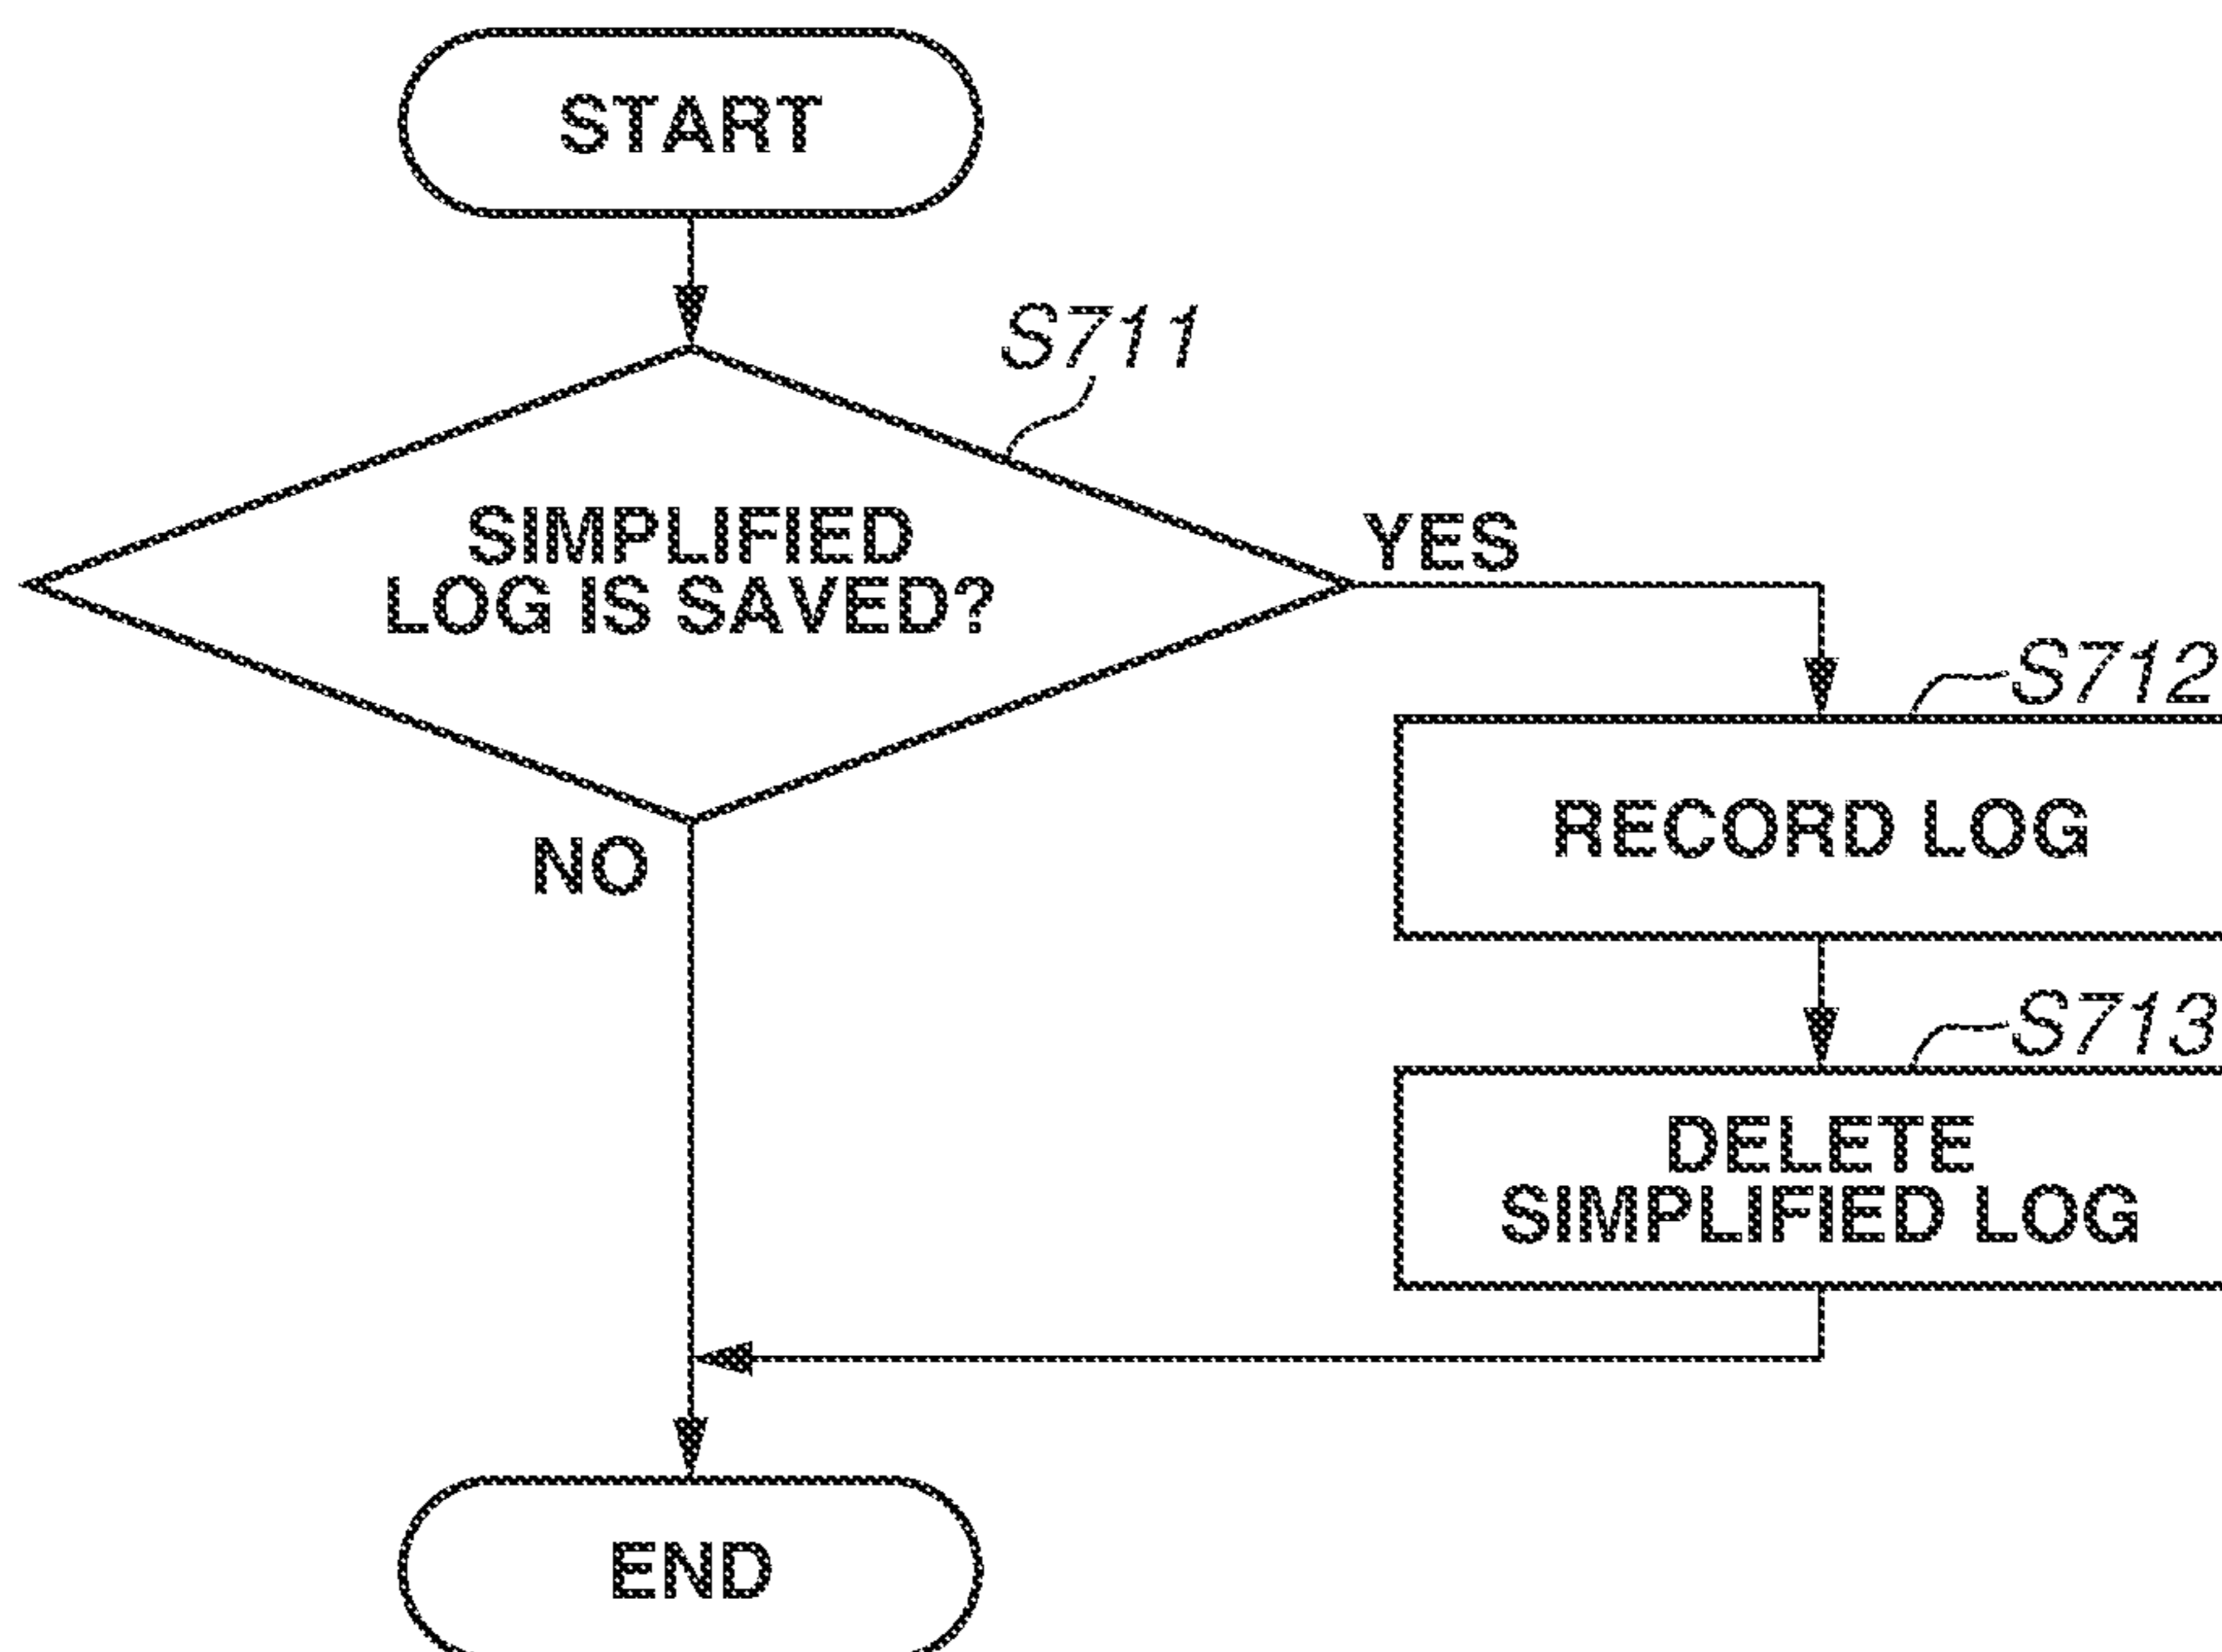 START
S711
SIMPLIFIED
LOG IS SAVED?
YES
S712
RECORD LOG
NO
S713
DELETE
SIMPLIFIED LOG
END